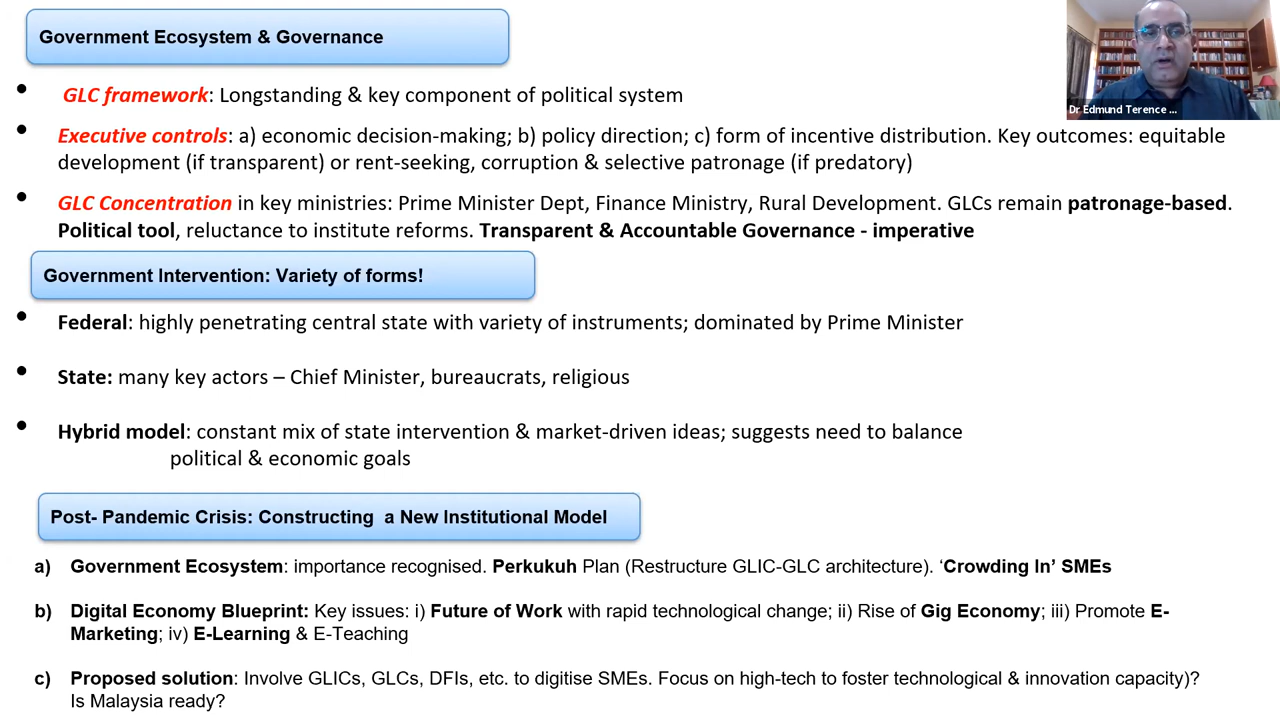 Government Ecosystem & Governance
Dr Edmund Terence ...
• GLC framework: Longstanding & key component of political system
• Executive controls: a) economic decision-making; b) policy direction; c) form of incentive distribution. Key outcomes: equitable
development (if transparent) or rent-seeking, corruption & selective patronage (if predatory)
• GLC Concentration in key ministries: Prime Minister Dept, Finance Ministry, Rural Development. GLCs remain patronage-based.
Political tool, reluctance to institute reforms. Transparent & Accountable Governance - imperative
Government Intervention: Variety of forms!
• Federal: highly penetrating central state with variety of instruments; dominated by Prime Minister
• State: many key actors – Chief Minister, bureaucrats, religious
• Hybrid model: constant mix of state intervention & market-driven ideas; suggests need to balance
political & economic goals
Post- Pandemic Crisis: Constructing a New Institutional Model
a) Government Ecosystem: importance recognised. Perkukuh Plan (Restructure GLIC-GLC architecture). ‘Crowding In’ SMEs
b) Digital Economy Blueprint: Key issues: i) Future of Work with rapid technological change; ii) Rise of Gig Economy; iii) Promote E-
Marketing; iv) E-Learning & E-Teaching
c) Proposed solution: Involve GLICs, GLCs, DFIs, etc. to digitise SMEs. Focus on high-tech to foster technological & innovation capacity)?
Is Malaysia ready?